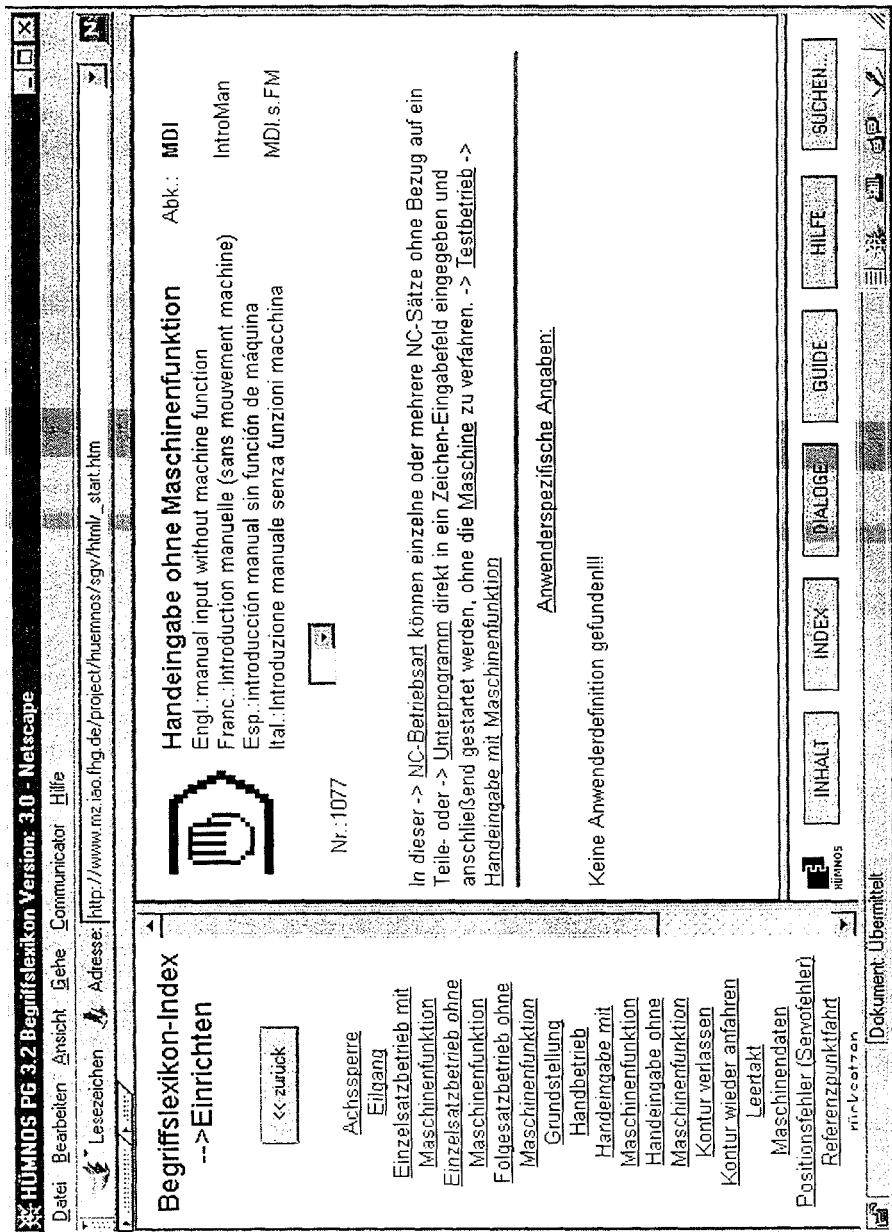 HÜMNOS PG 3.2 Begriffslexikon Version: 3.0 - Netscape
Datei Bearbeiten Ansicht Gehe Communicator Hilfe
Lesezeichen Adresse: http://www.mz.iao.fhg.de/project/huemnos/sgv/html/_start.htm
Begriffslexikon-Index
-->Einrichten
<< zurück
Achssperre
Eilgang
Einzelsatzbetrieb mit
Maschinenfunktion
Einzelsatzbetrieb ohne
Maschinenfunktion
Folgesatzbetrieb ohne
Maschinenfunktion
Grundstellung
Handbetrieb
Handeingabe mit
Maschinenfunktion
Handeingabe ohne
Maschinenfunktion
Kontur verlassen
Kontur wieder anfahren
Leertakt
Maschinendaten
Positionsfehler (Servofehler)
Referenzpunktfahrt
rücksetzen
Handeingabe ohne Maschinenfunktion Abk.: MDI
Engl.:manual input without machine function
Franc.:Introduction manuelle (sans mouvement machine) IntroMan
Esp.:introducción manual sin función de máquina
Ital.:Introduzione manuale senza funzioni macchina MDI.s.FM
Nr.:1077
In dieser -> NC-Betriebsart können einzelne oder mehrere NC-Sätze ohne Bezug auf ein
Teile- oder -> Unterprogramm direkt in ein Zeichen-Eingabefeld eingegeben und
anschließend gestartet werden, ohne die Maschine zu verfahren. -> Testbetrieb ->
Handeingabe mit Maschinenfunktion
Anwenderspezifische Angaben:
Keine Anwenderdefinition gefunden!!!
HÜMNOS
INHALT INDEX DIALOGE GUIDE HILFE SUCHEN...
Dokument: Übermittelt